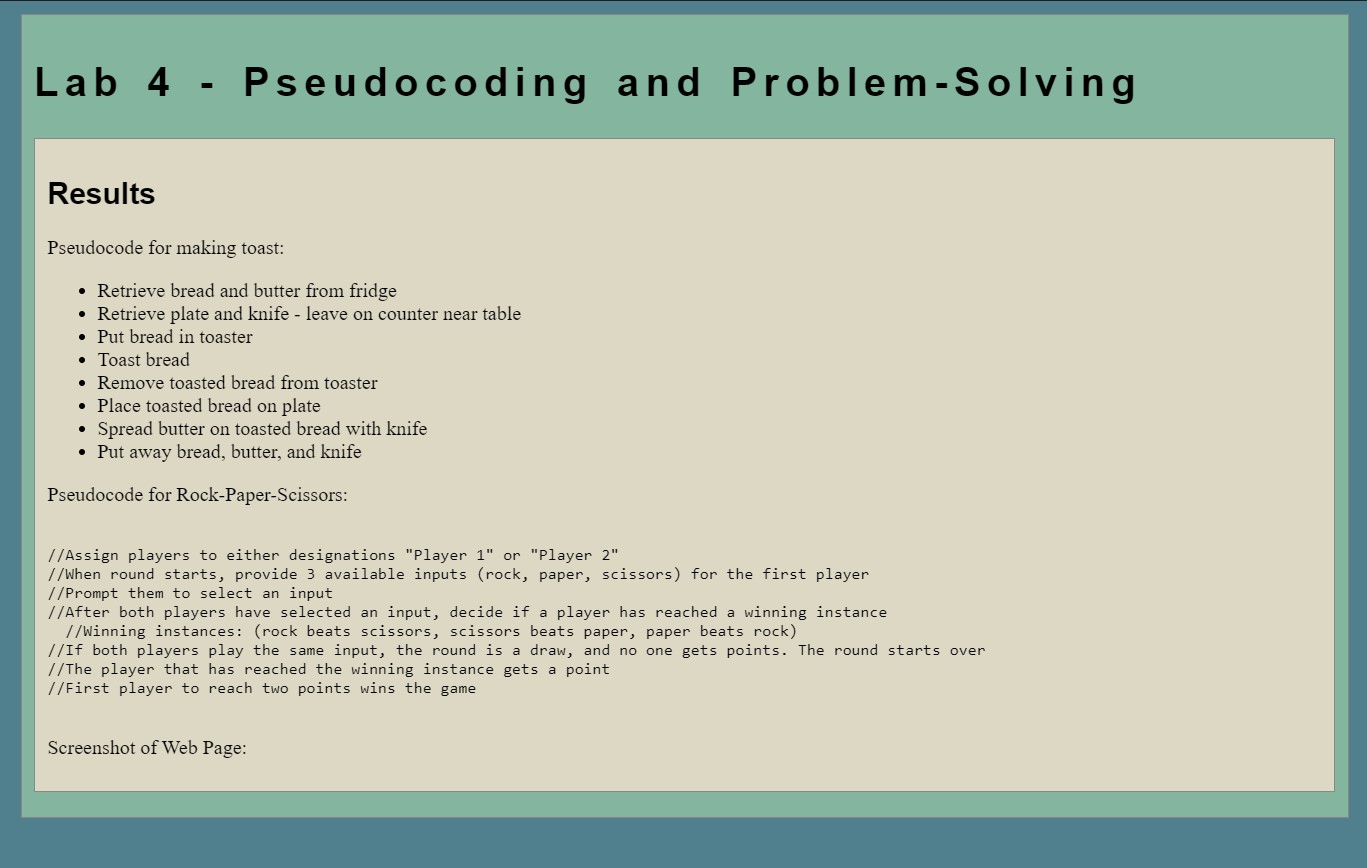 Lab 4 - Pseudocoding and Problem-Solving
Results
Pseudocode for making toast:
• Retrieve bread and butter from fridge
• Retrieve plate and knife - leave on counter near table
• Put bread in toaster
• Toast bread
• Remove toasted bread from toaster
• Place toasted bread on plate
• Spread butter on toasted bread with knife
• Put away bread, butter, and knife
Pseudocode for Rock-Paper-Scissors:
//Assign players to either designations "Player 1" or "Player 2"
//When round starts, provide 3 available inputs (rock, paper, scissors) for the first player
//Prompt them to select an input
//After both players have selected an input, decide if a player has reached a winning instance
  //Winning instances: (rock beats scissors, scissors beats paper, paper beats rock)
//If both players play the same input, the round is a draw, and no one gets points. The round starts over
//The player that has reached the winning instance gets a point
//First player to reach two points wins the game
Screenshot of Web Page: